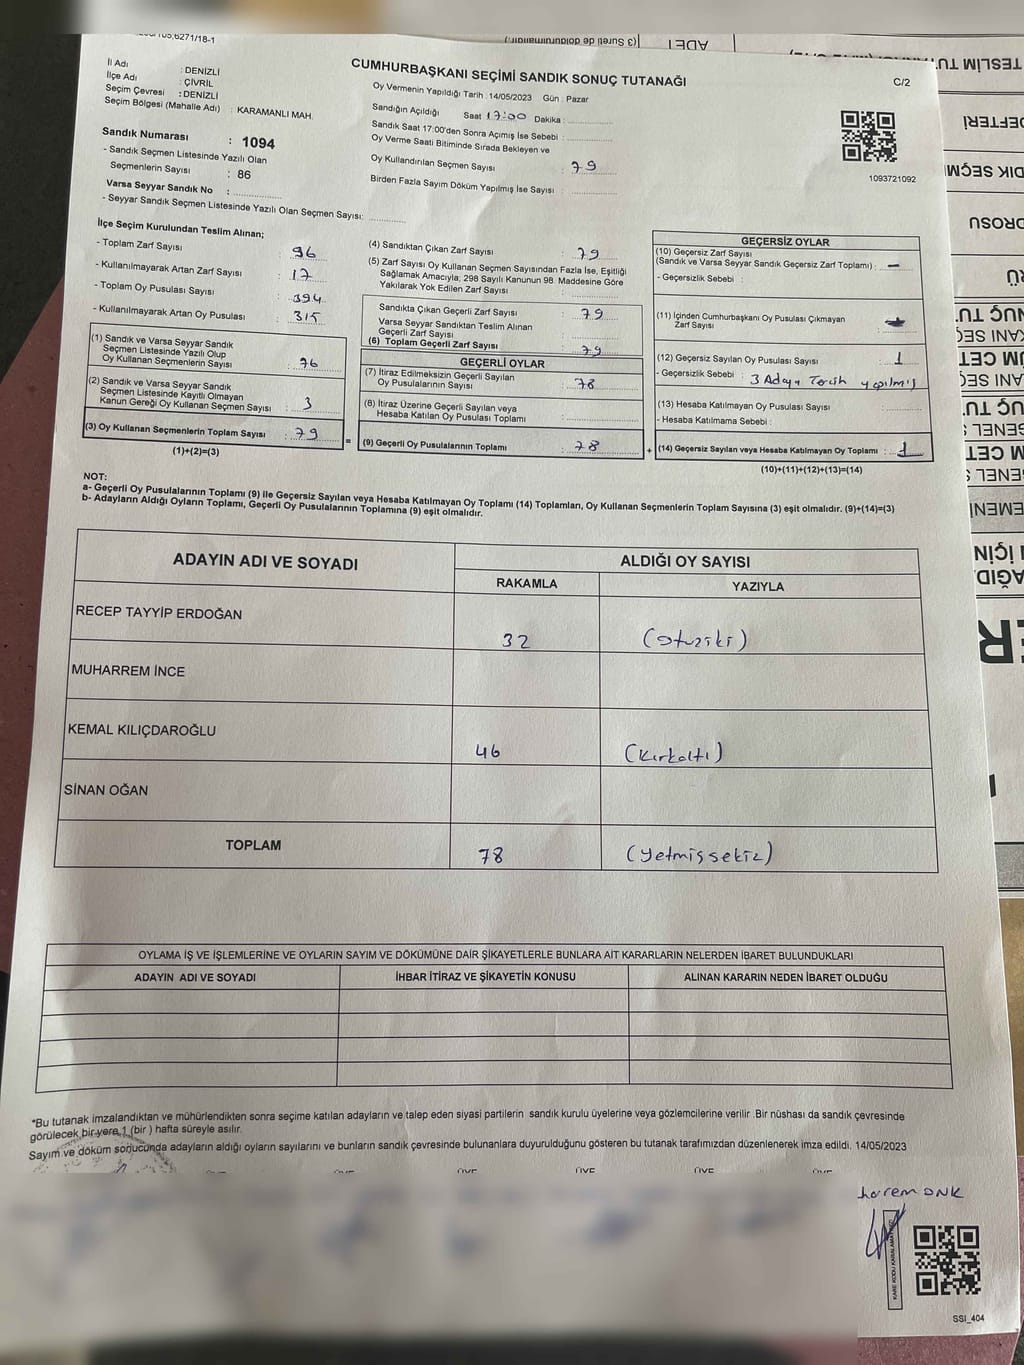 6271/18-1
(3 Suret de doldurulmalıdır.)
ADET
TESLİM TU
CUMHURBAŞKANI SEÇİMİ SANDIK SONUÇ TUTANAĞI
C/2
İl Adı : DENİZLİ
İlçe Adı : ÇİVRİL
Seçim Çevresi : DENİZLİ
Seçim Bölgesi (Mahalle Adı) : KARAMANLI MAH.
Oy Vermenin Yapıldığı Tarih : 14/05/2023 Gün : Pazar
Sandığın Açıldığı Saat 17:00 Dakika :
Sandık Saat 17:00'den Sonra Açımış İse Sebebi :
Oy Verme Saati Bitiminde Sırada Bekleyen ve
Oy Kullandırılan Seçmen Sayısı : 79
Birden Fazla Sayım Döküm Yapılmış İse Sayısı :
1093721092
Sandık Numarası : 1094
- Sandık Seçmen Listesinde Yazılı Olan
Seçmenlerin Sayısı : 86
Varsa Seyyar Sandık No :
- Seyyar Sandık Seçmen Listesinde Yazılı Olan Seçmen Sayısı:
İlçe Seçim Kurulundan Teslim Alınan;
- Toplam Zarf Sayısı : 96
- Kullanılmayarak Artan Zarf Sayısı : 17
- Toplam Oy Pusulası Sayısı : 394
- Kullanılmayarak Artan Oy Pusulası : 315
(1) Sandık ve Varsa Seyyar Sandık
Seçmen Listesinde Yazılı Olup
Oy Kullanan Seçmenlerin Sayısı : 76
(2) Sandık ve Varsa Seyyar Sandık
Seçmen Listesinde Kayıtlı Olmayan
Kanun Gereği Oy Kullanan Seçmen Sayısı : 3
(3) Oy Kullanan Seçmenlerin Toplam Sayısı : 79
(1)+(2)=(3)
=
(4) Sandıktan Çıkan Zarf Sayısı : 79
(5) Zarf Sayısı Oy Kullanan Seçmen Sayısından Fazla İse, Eşitliği
Sağlamak Amacıyla; 298 Sayılı Kanunun 98. Maddesine Göre
Yakılarak Yok Edilen Zarf Sayısı :
Sandıkta Çıkan Geçerli Zarf Sayısı : 79
Varsa Seyyar Sandıktan Teslim Alınan
Geçerli Zarf Sayısı :
(6) Toplam Geçerli Zarf Sayısı : 79
GEÇERLİ OYLAR
(7) İtiraz Edilmeksizin Geçerli Sayılan
Oy Pusulalarının Sayısı : 78
(8) İtiraz Üzerine Geçerli Sayılan veya
Hesaba Katılan Oy Pusulası Toplamı :
(9) Geçerli Oy Pusulalarının Toplamı : 78
+
GEÇERSİZ OYLAR
(10) Geçersiz Zarf Sayısı
(Sandık ve Varsa Seyyar Sandık Geçersiz Zarf Toplamı) : —
- Geçersizlik Sebebi :
(11) İçinden Cumhurbaşkanı Oy Pusulası Çıkmayan
Zarf Sayısı :
(12) Geçersiz Sayılan Oy Pusulası Sayısı : 1
- Geçersizlik Sebebi : 3 Adaya Tercih yapılmış
(13) Hesaba Katılmayan Oy Pusulası Sayısı :
- Hesaba Katılmama Sebebi :
(14) Geçersiz Sayılan veya Hesaba Katılmayan Oy Toplamı : 1
(10)+(11)+(12)+(13)=(14)
NOT:
a- Geçerli Oy Pusulalarının Toplamı (9) ile Geçersiz Sayılan veya Hesaba Katılmayan Oy Toplamı (14) Toplamları, Oy Kullanan Seçmenlerin Toplam Sayısına (3) eşit olmalıdır. (9)+(14)=(3)
b- Adayların Aldığı Oyların Toplamı, Geçerli Oy Pusulalarının Toplamına (9) eşit olmalıdır.
ADAYIN ADI VE SOYADI
ALDIĞI OY SAYISI
RAKAMLA YAZIYLA
RECEP TAYYİP ERDOĞAN 32 (Otuziki)
MUHARREM İNCE
KEMAL KILIÇDAROĞLU 46 (Kırkaltı)
SİNAN OĞAN
TOPLAM 78 (Yetmişsekiz)
OYLAMA İŞ VE İŞLEMLERİNE VE OYLARIN SAYIM VE DÖKÜMÜNE DAİR ŞİKAYETLERLE BUNLARA AİT KARARLARIN NELERDEN İBARET BULUNDUKLARI
ADAYIN ADI VE SOYADI İHBAR İTİRAZ VE ŞİKAYETİN KONUSU ALINAN KARARIN NEDEN İBARET OLDUĞU
*Bu tutanak imzalandıktan ve mühürlendikten sonra seçime katılan adayların ve talep eden siyasi partilerin sandık kurulu üyelerine veya gözlemcilerine verilir .Bir nüshası da sandık çevresinde
görülecek bir yere 1 (bir ) hafta süreyle asılır.
Sayım ve döküm sonucunda adayların aldığı oyların sayılarını ve bunların sandık çevresinde bulunanlara duyurulduğunu gösteren bu tutanak tarafımızdan düzenlenerek imza edildi. 14/05/2023
ÜYE ÜYE ÜYE ÜYE ÜYE
SSI_404
DEFTERİ
DIK SEÇM
DROSU
RÜ
ER